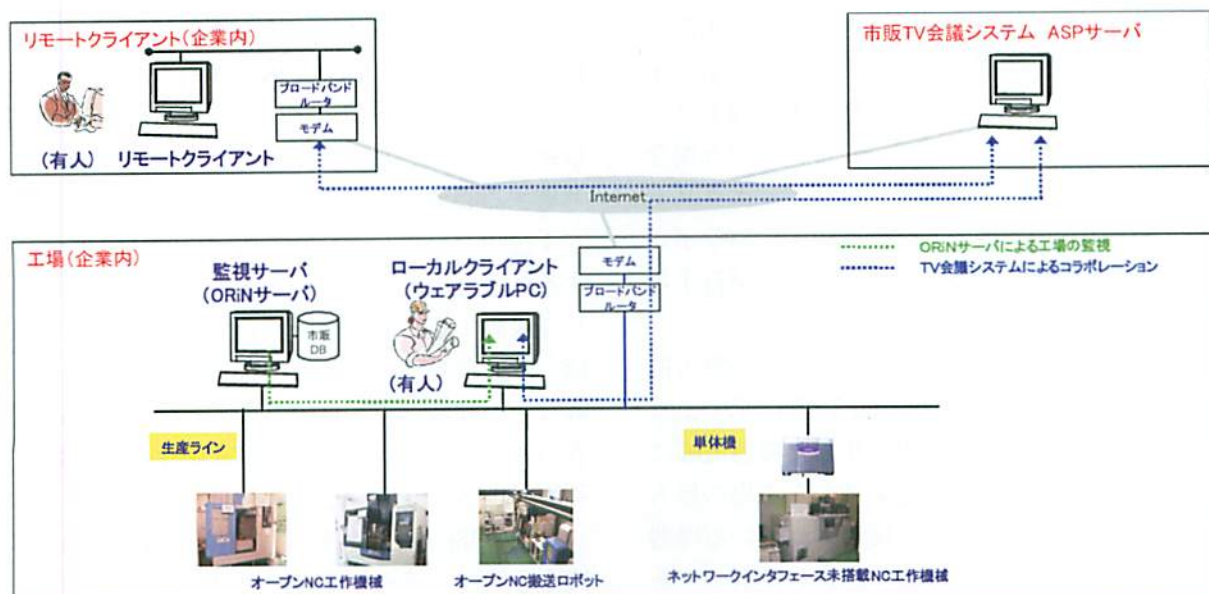 リモートクライアント(企業内)
ブロードバンド
ルータ
モデム
(有人) リモートクライアント
市販TV会議システム ASPサーバ
Internet
工場(企業内)
監視サーバ
(ORiNサーバ)
市販
DB
ローカルクライアント
(ウェアラブルPC)
(有人)
モデム
ブロードバンド
ルータ
ORiNサーバによる工場の監視
TV会議システムによるコラボレーション
生産ライン
単体機
オープンNC工作機械
オープンNC搬送ロボット
ネットワークインタフェース未搭載NC工作機械